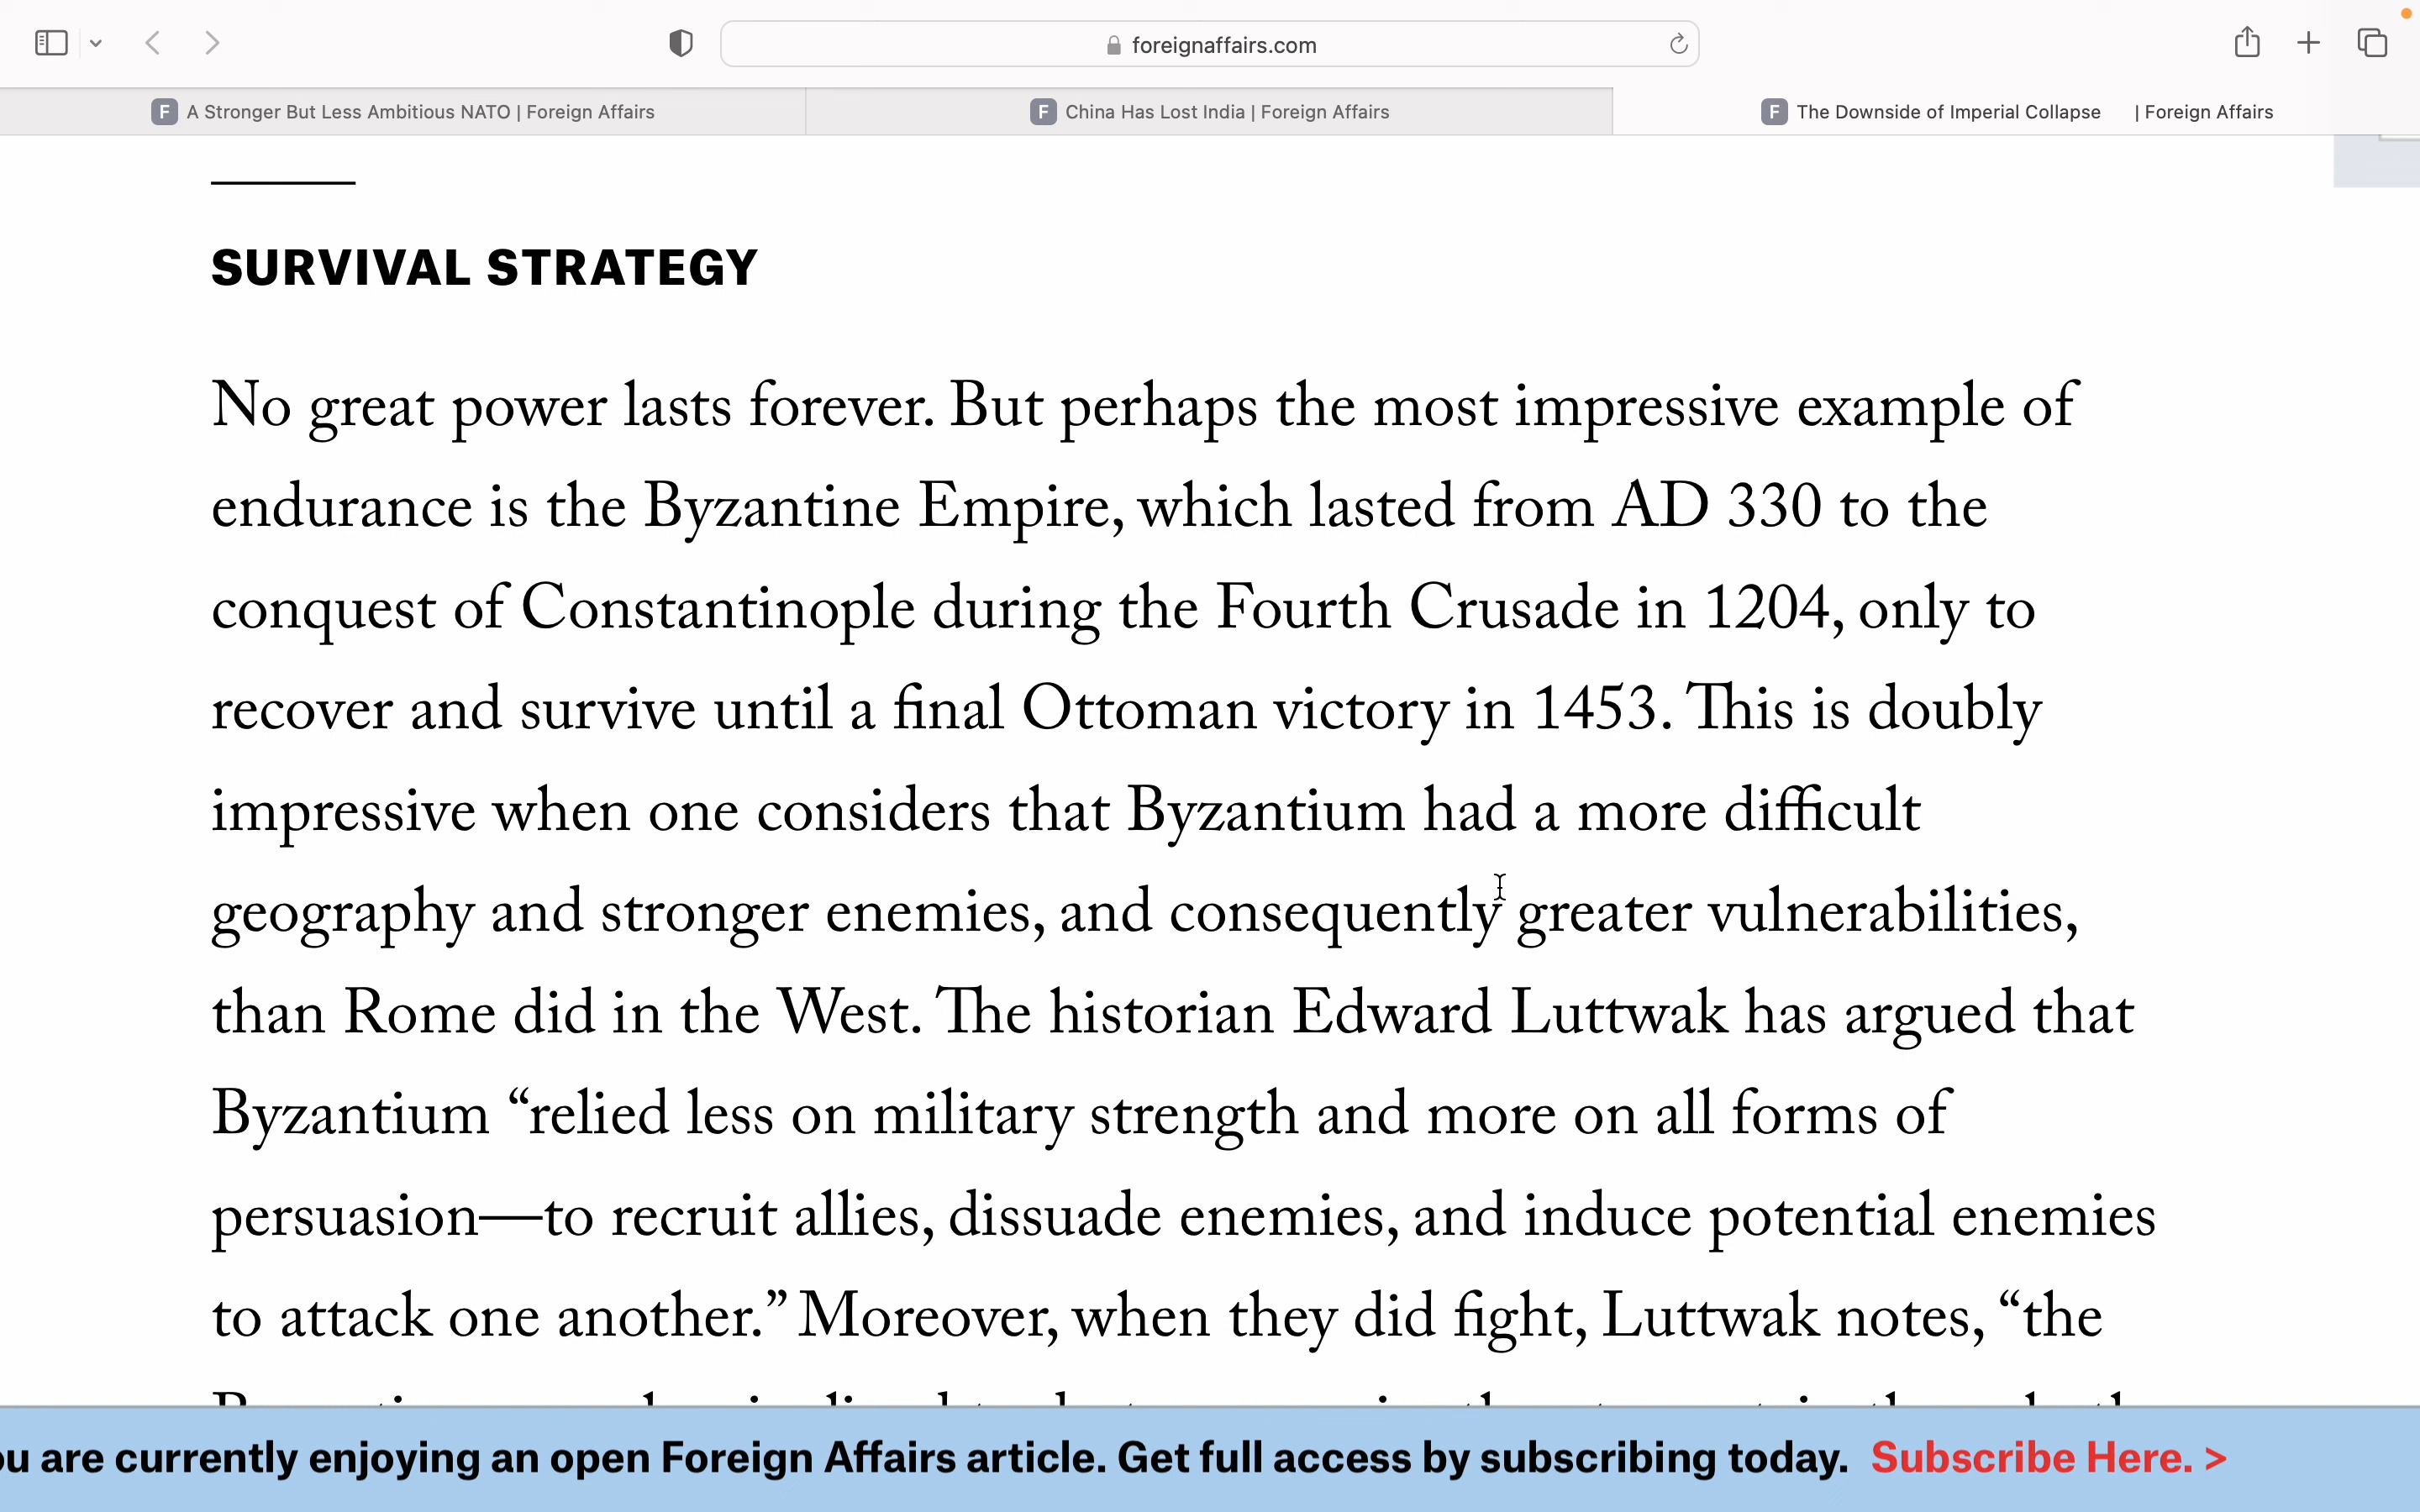 foreignaffairs.com
F A Stronger But Less Ambitious NATO | Foreign Affairs
F China Has Lost India | Foreign Affairs
F The Downside of Imperial Collapse | Foreign Affairs
SURVIVAL STRATEGY
No great power lasts forever. But perhaps the most impressive example of
endurance is the Byzantine Empire, which lasted from AD 330 to the
conquest of Constantinople during the Fourth Crusade in 1204, only to
recover and survive until a final Ottoman victory in 1453. This is doubly
impressive when one considers that Byzantium had a more difficult
geography and stronger enemies, and consequently greater vulnerabilities,
than Rome did in the West. The historian Edward Luttwak has argued that
Byzantium “relied less on military strength and more on all forms of
persuasion—to recruit allies, dissuade enemies, and induce potential enemies
to attack one another.” Moreover, when they did fight, Luttwak notes, “the
ou are currently enjoying an open Foreign Affairs article. Get full access by subscribing today. Subscribe Here. >